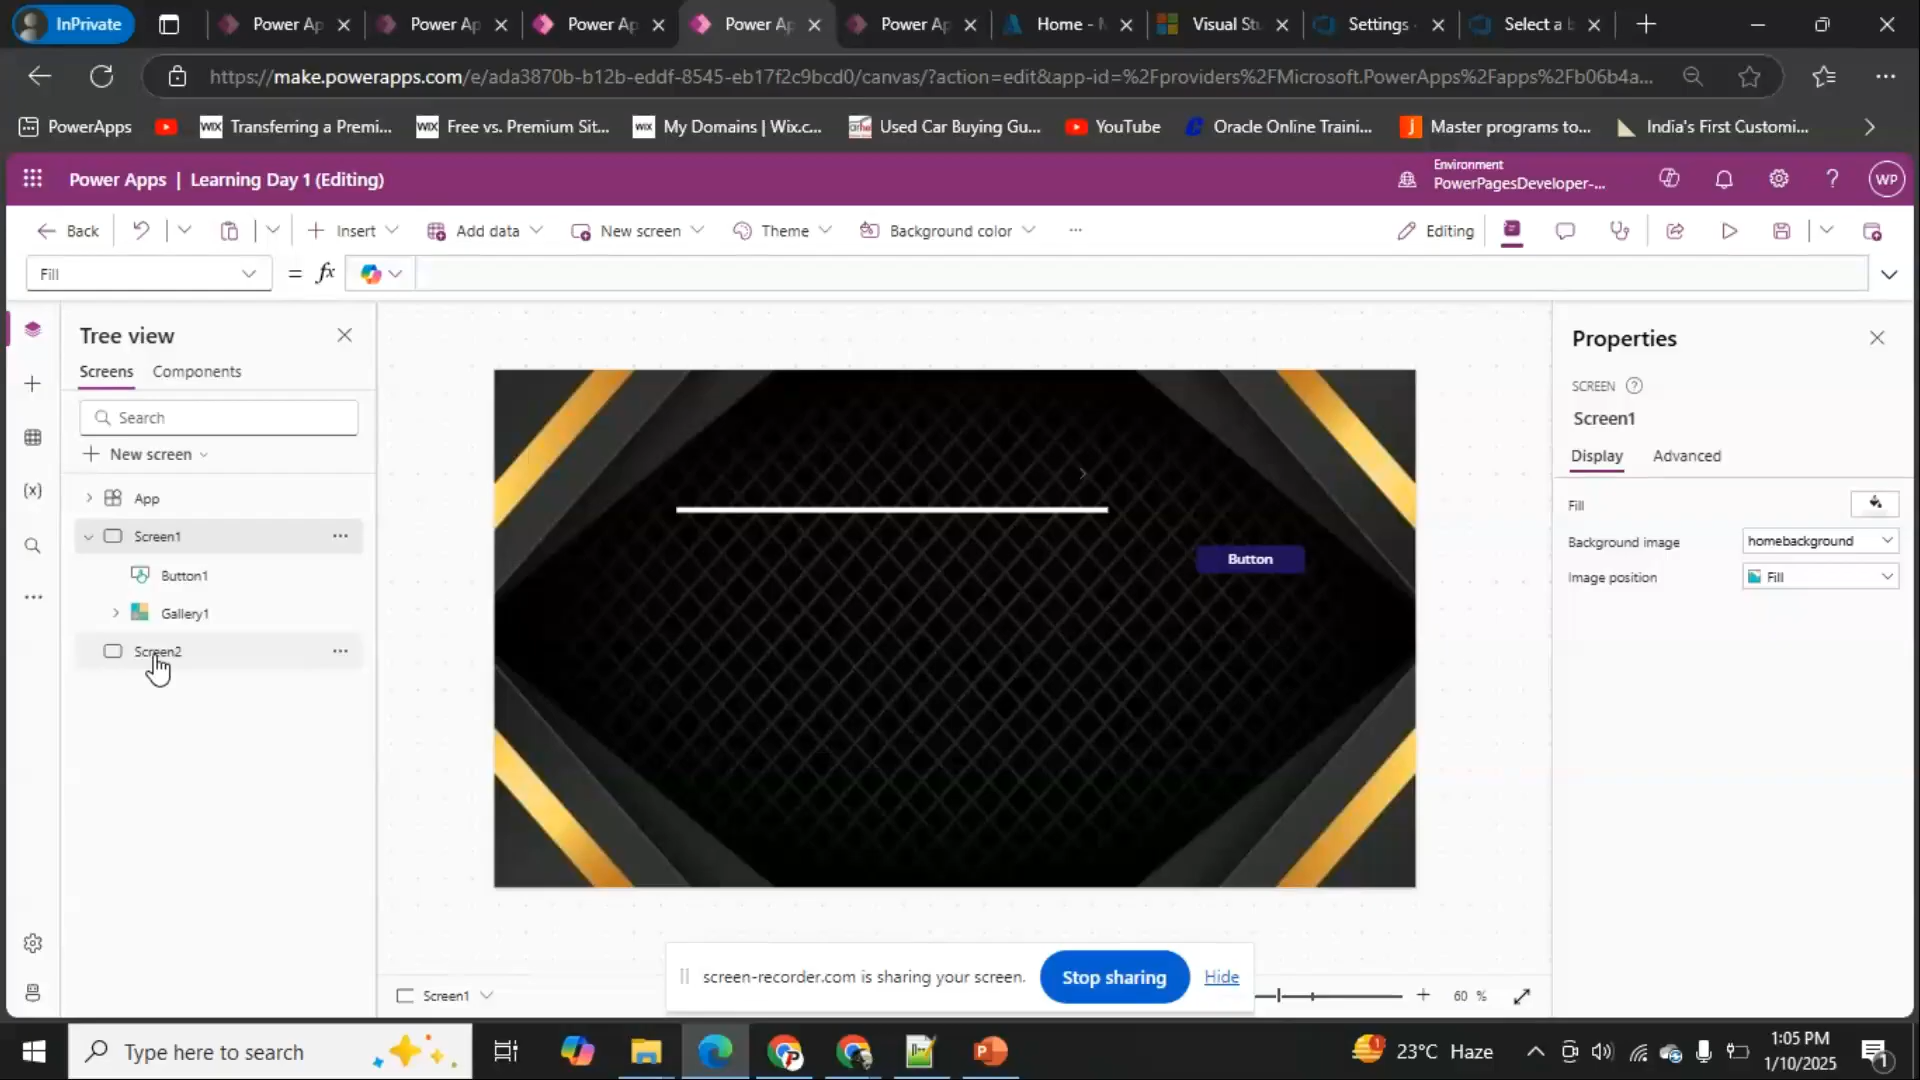 InPrivate
Power Ap
Power Ap
Power Ap
Power Ap
Power Ap
Home - M
Visual Stu
Settings -
Select a b
https://make.powerapps.com/e/ada3870b-b12b-eddf-8545-eb17f2c9bcd0/canvas/?action=edit&app-id=%2Fproviders%2FMicrosoft.PowerApps%2Fapps%2Fb06b4a...
PowerApps
WIX Transferring a Premi...
WIX Free vs. Premium Sit...
WIX My Domains | Wix.c...
Used Car Buying Gu...
YouTube
Oracle Online Traini...
Master programs to...
India's First Customi...
Power Apps | Learning Day 1 (Editing)
Environment
PowerPagesDeveloper-...
WP
Back
Insert
Add data
New screen
Theme
Background color
Editing
Fill
= fx
Tree view
Screens Components
Search
New screen
App
Screen1
Button1
Gallery1
Screen2
Button
Properties
SCREEN
Screen1
Display Advanced
Fill
Background image homebackground
Image position Fill
screen-recorder.com is sharing your screen. Stop sharing Hide
Screen1
60 %
Type here to search
23°C Haze
1:05 PM
1/10/2025